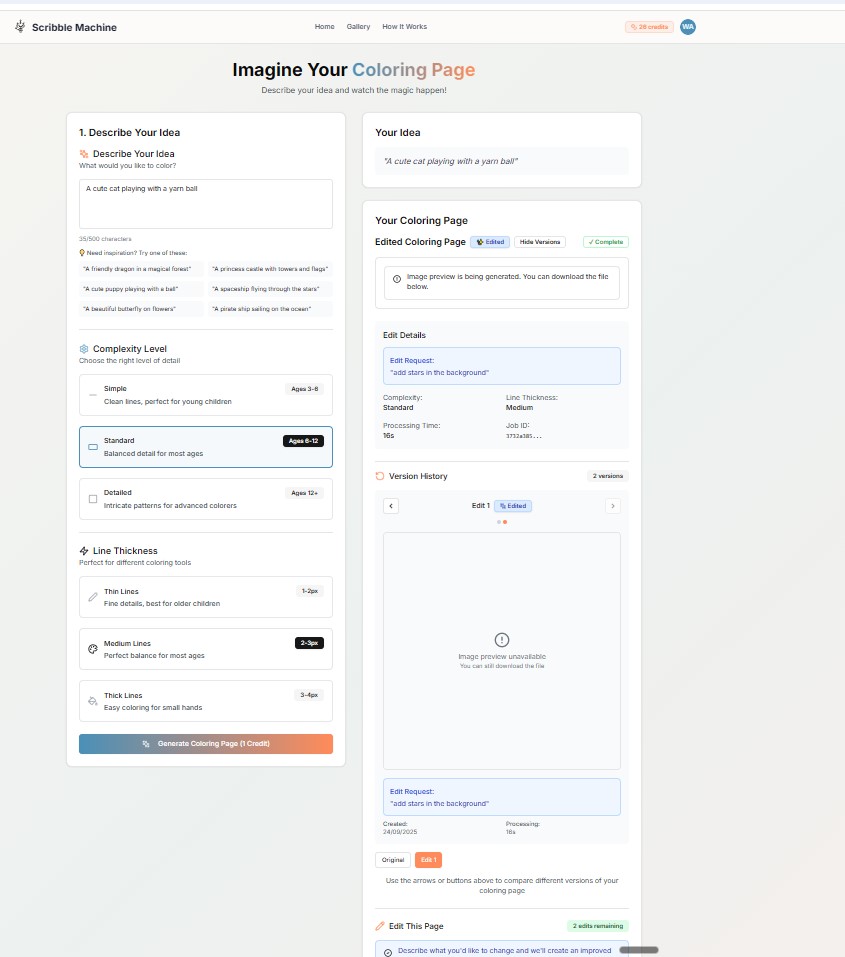 Scribble Machine
Home Gallery How It Works
26 credits
WA
Imagine Your Coloring Page
Describe your idea and watch the magic happen!
1. Describe Your Idea
Describe Your Idea
What would you like to color?
A cute cat playing with a yarn ball
35/500 characters
Need inspiration? Try one of these:
"A friendly dragon in a magical forest" "A princess castle with towers and flags"
"A cute puppy playing with a ball" "A spaceship flying through the stars"
"A beautiful butterfly on flowers" "A pirate ship sailing on the ocean"
Complexity Level
Choose the right level of detail
Simple Ages 3-6
Clean lines, perfect for young children
Standard Ages 6-12
Balanced detail for most ages
Detailed Ages 12+
Intricate patterns for advanced colorers
Line Thickness
Perfect for different coloring tools
Thin Lines 1-2px
Fine details, best for older children
Medium Lines 2-3px
Perfect balance for most ages
Thick Lines 3-4px
Easy coloring for small hands
Generate Coloring Page (1 Credit)
Your Idea
"A cute cat playing with a yarn ball"
Your Coloring Page
Edited Coloring Page Edited Hide Versions ✓ Complete
Image preview is being generated. You can download the file
below.
Edit Details
Edit Request:
"add stars in the background"
Complexity: Line Thickness:
Standard Medium
Processing Time: Job ID:
16s 3732a385...
Version History 2 versions
Edit 1 Edited
Image preview unavailable
You can still download the file
Edit Request:
"add stars in the background"
Created: Processing:
24/09/2025 16s
Original Edit 1
Use the arrows or buttons above to compare different versions of your
coloring page
Edit This Page 2 edits remaining
Describe what you'd like to change and we'll create an improved